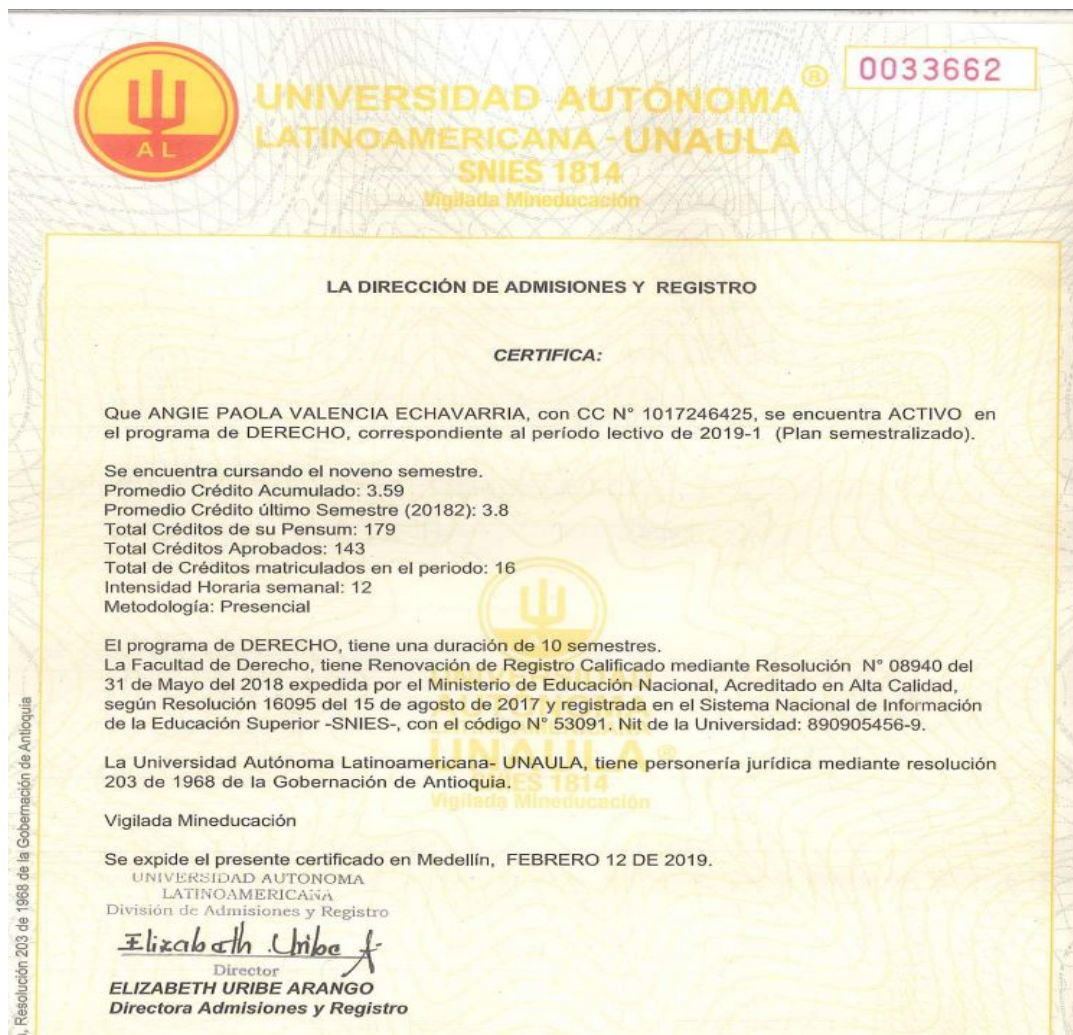 0033662
AL
UNIVERSIDAD AUTÓNOMA ®
LATINOAMERICANA - UNAULA
SNIES 1814
Vigilada Mineducación
LA DIRECCIÓN DE ADMISIONES Y REGISTRO
CERTIFICA:
Que ANGIE PAOLA VALENCIA ECHAVARRIA, con CC N° 1017246425, se encuentra ACTIVO en
el programa de DERECHO, correspondiente al período lectivo de 2019-1 (Plan semestralizado).
Se encuentra cursando el noveno semestre.
Promedio Crédito Acumulado: 3.59
Promedio Crédito último Semestre (20182): 3.8
Total Créditos de su Pensum: 179
Total Créditos Aprobados: 143
Total de Créditos matriculados en el periodo: 16
Intensidad Horaria semanal: 12
Metodología: Presencial
El programa de DERECHO, tiene una duración de 10 semestres.
La Facultad de Derecho, tiene Renovación de Registro Calificado mediante Resolución N° 08940 del
31 de Mayo del 2018 expedida por el Ministerio de Educación Nacional, Acreditado en Alta Calidad,
según Resolución 16095 del 15 de agosto de 2017 y registrada en el Sistema Nacional de Información
de la Educación Superior -SNIES-, con el código N° 53091. Nit de la Universidad: 890905456-9.
UNAULA ®
La Universidad Autónoma Latinoamericana- UNAULA, tiene personería jurídica mediante resolución
203 de 1968 de la Gobernación de Antioquia.
SNIES 1814
Vigilada Mineducación
Vigilada Mineducación
Se expide el presente certificado en Medellín, FEBRERO 12 DE 2019.
UNIVERSIDAD AUTONOMA
LATINOAMERICANA
División de Admisiones y Registro
Elizabeth Uribe A
Director
ELIZABETH URIBE ARANGO
Directora Admisiones y Registro
, Resolución 203 de 1968 de la Gobernación de Antioquia